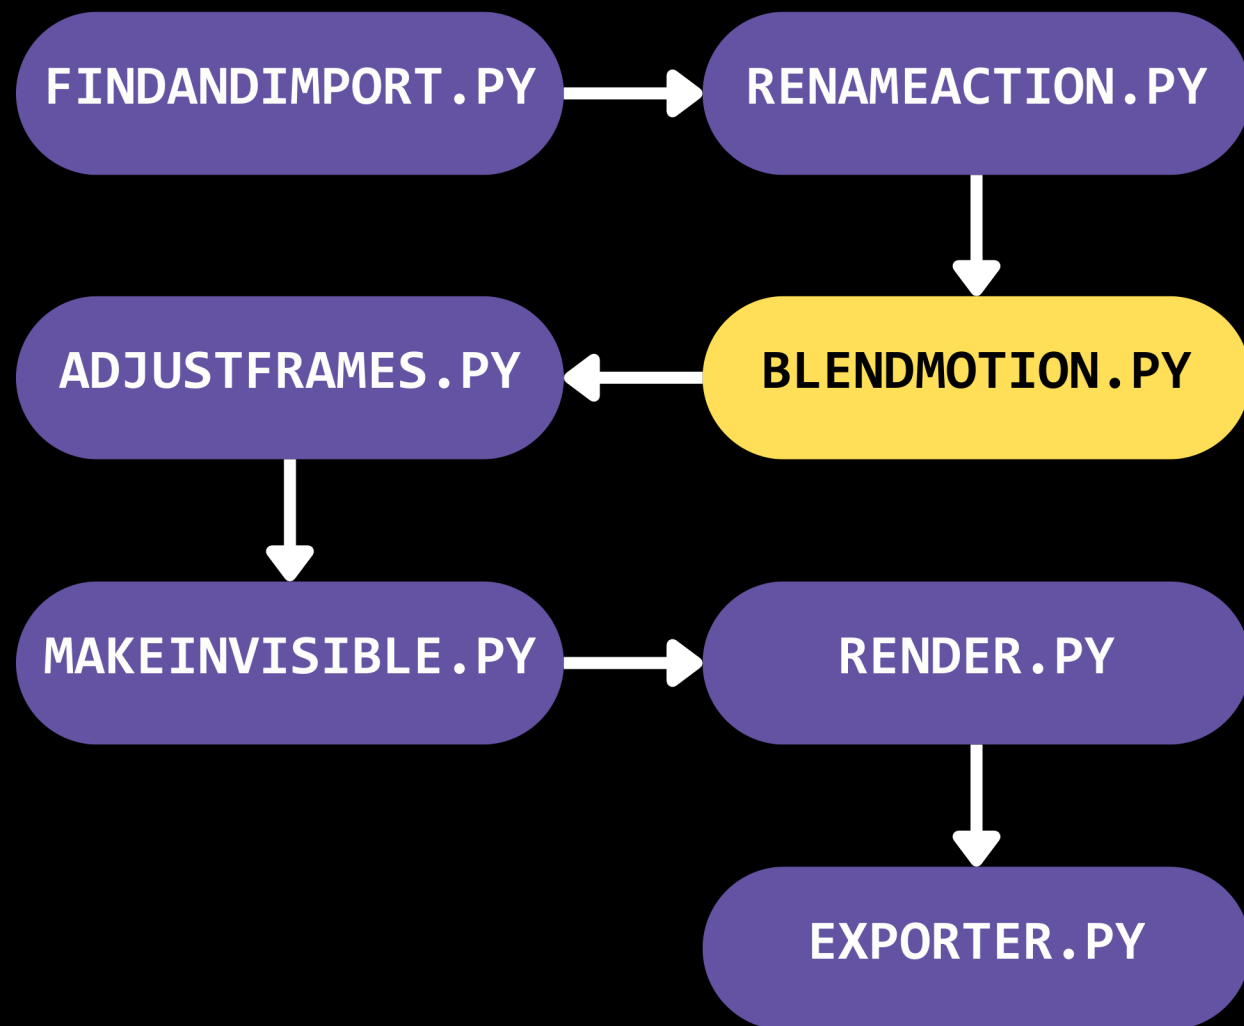 FINDANDIMPORT.PY
RENAMEACTION.PY
BLENDMOTION.PY
ADJUSTFRAMES.PY
MAKEINVISIBLE.PY
RENDER.PY
EXPORTER.PY